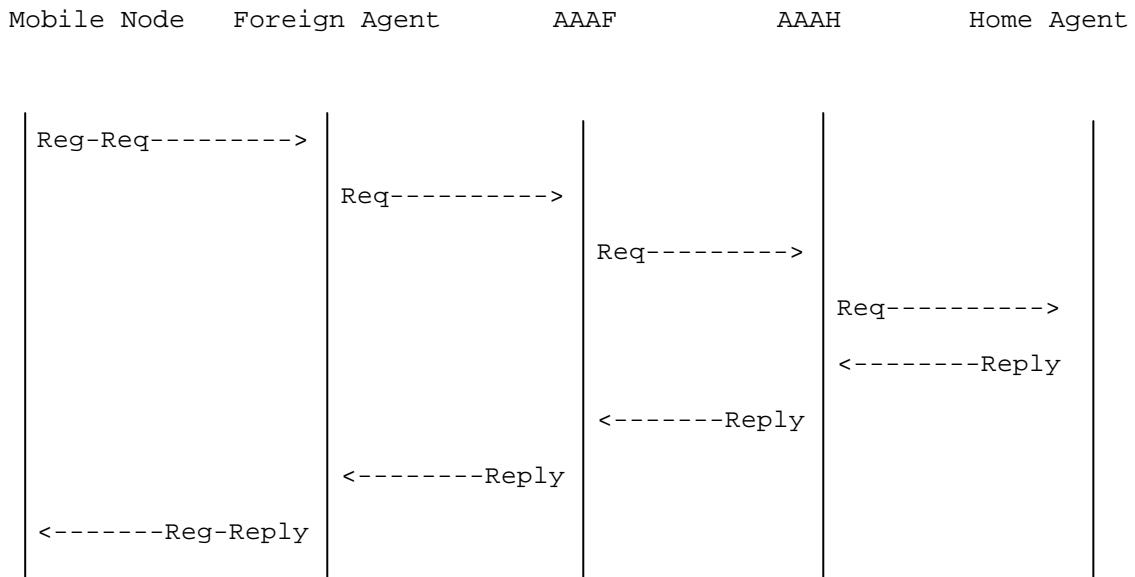 Mobile Node Foreign Agent AAAF AAAH Home Agent
Reg-Req--------->
Req---------->
Req--------->
Req---------->
<--------Reply
<-------Reply
<--------Reply
<-------Reg-Reply